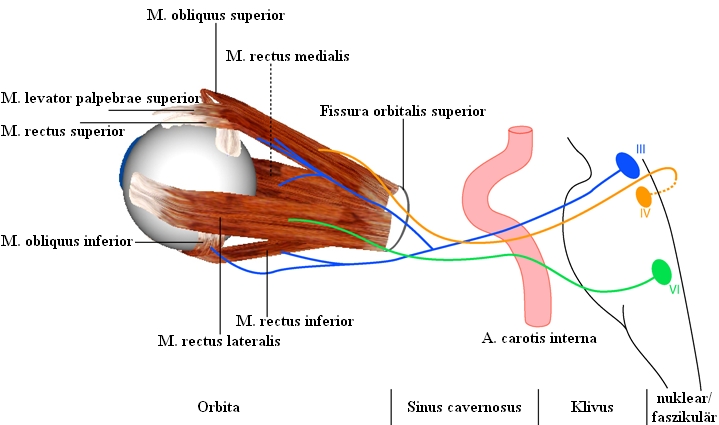 M. obliquus superior
M. rectus medialis
M. levator palpebrae superior
Fissura orbitalis superior
M. rectus superior
III
IV
M. obliquus inferior
VI
M. rectus inferior
M. rectus lateralis
A. carotis interna
Orbita
Sinus cavernosus
Klivus
nuklear/
faszikulär